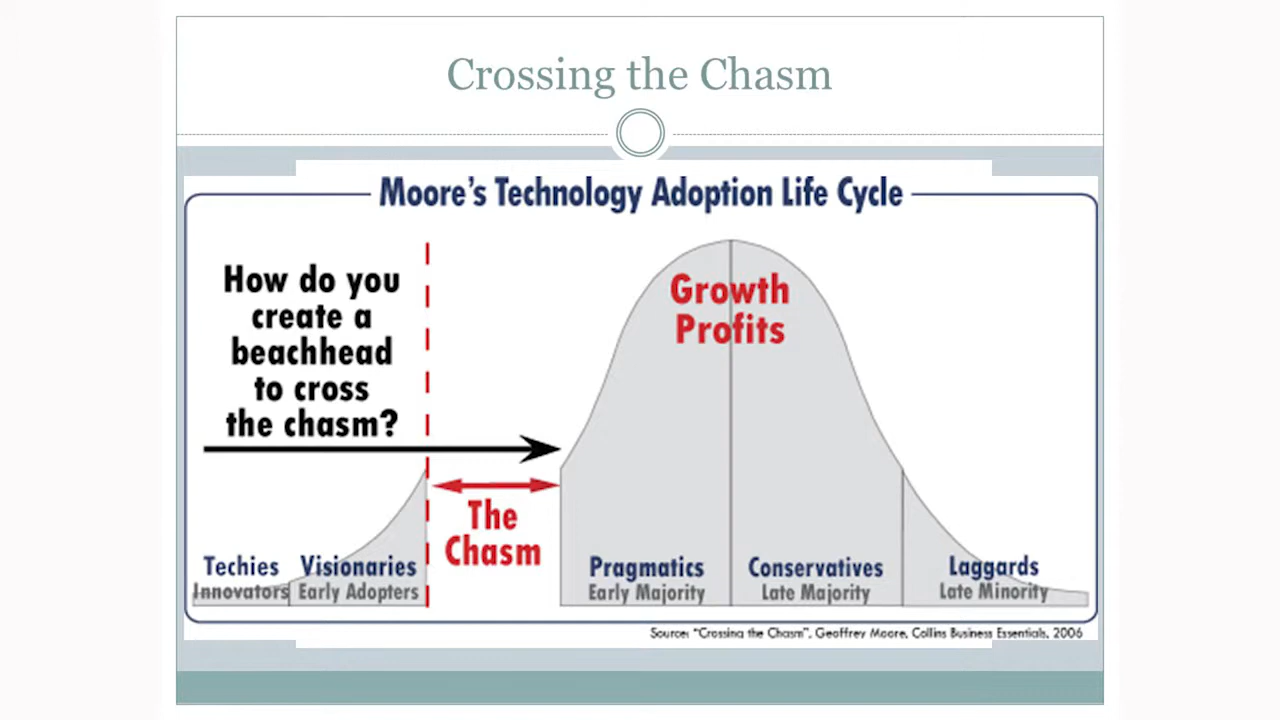 Crossing the Chasm
Moore's Technology Adoption Life Cycle
How do you
create a
beachhead
to cross
the chasm?
Growth
Profits
The
Chasm
Techies
Innovators
Visionaries
Early Adopters
Pragmatics
Early Majority
Conservatives
Late Majority
Laggards
Late Minority
Source: "Crossing the Chasm", Geoffrey Moore, Collins Business Essentials, 2006